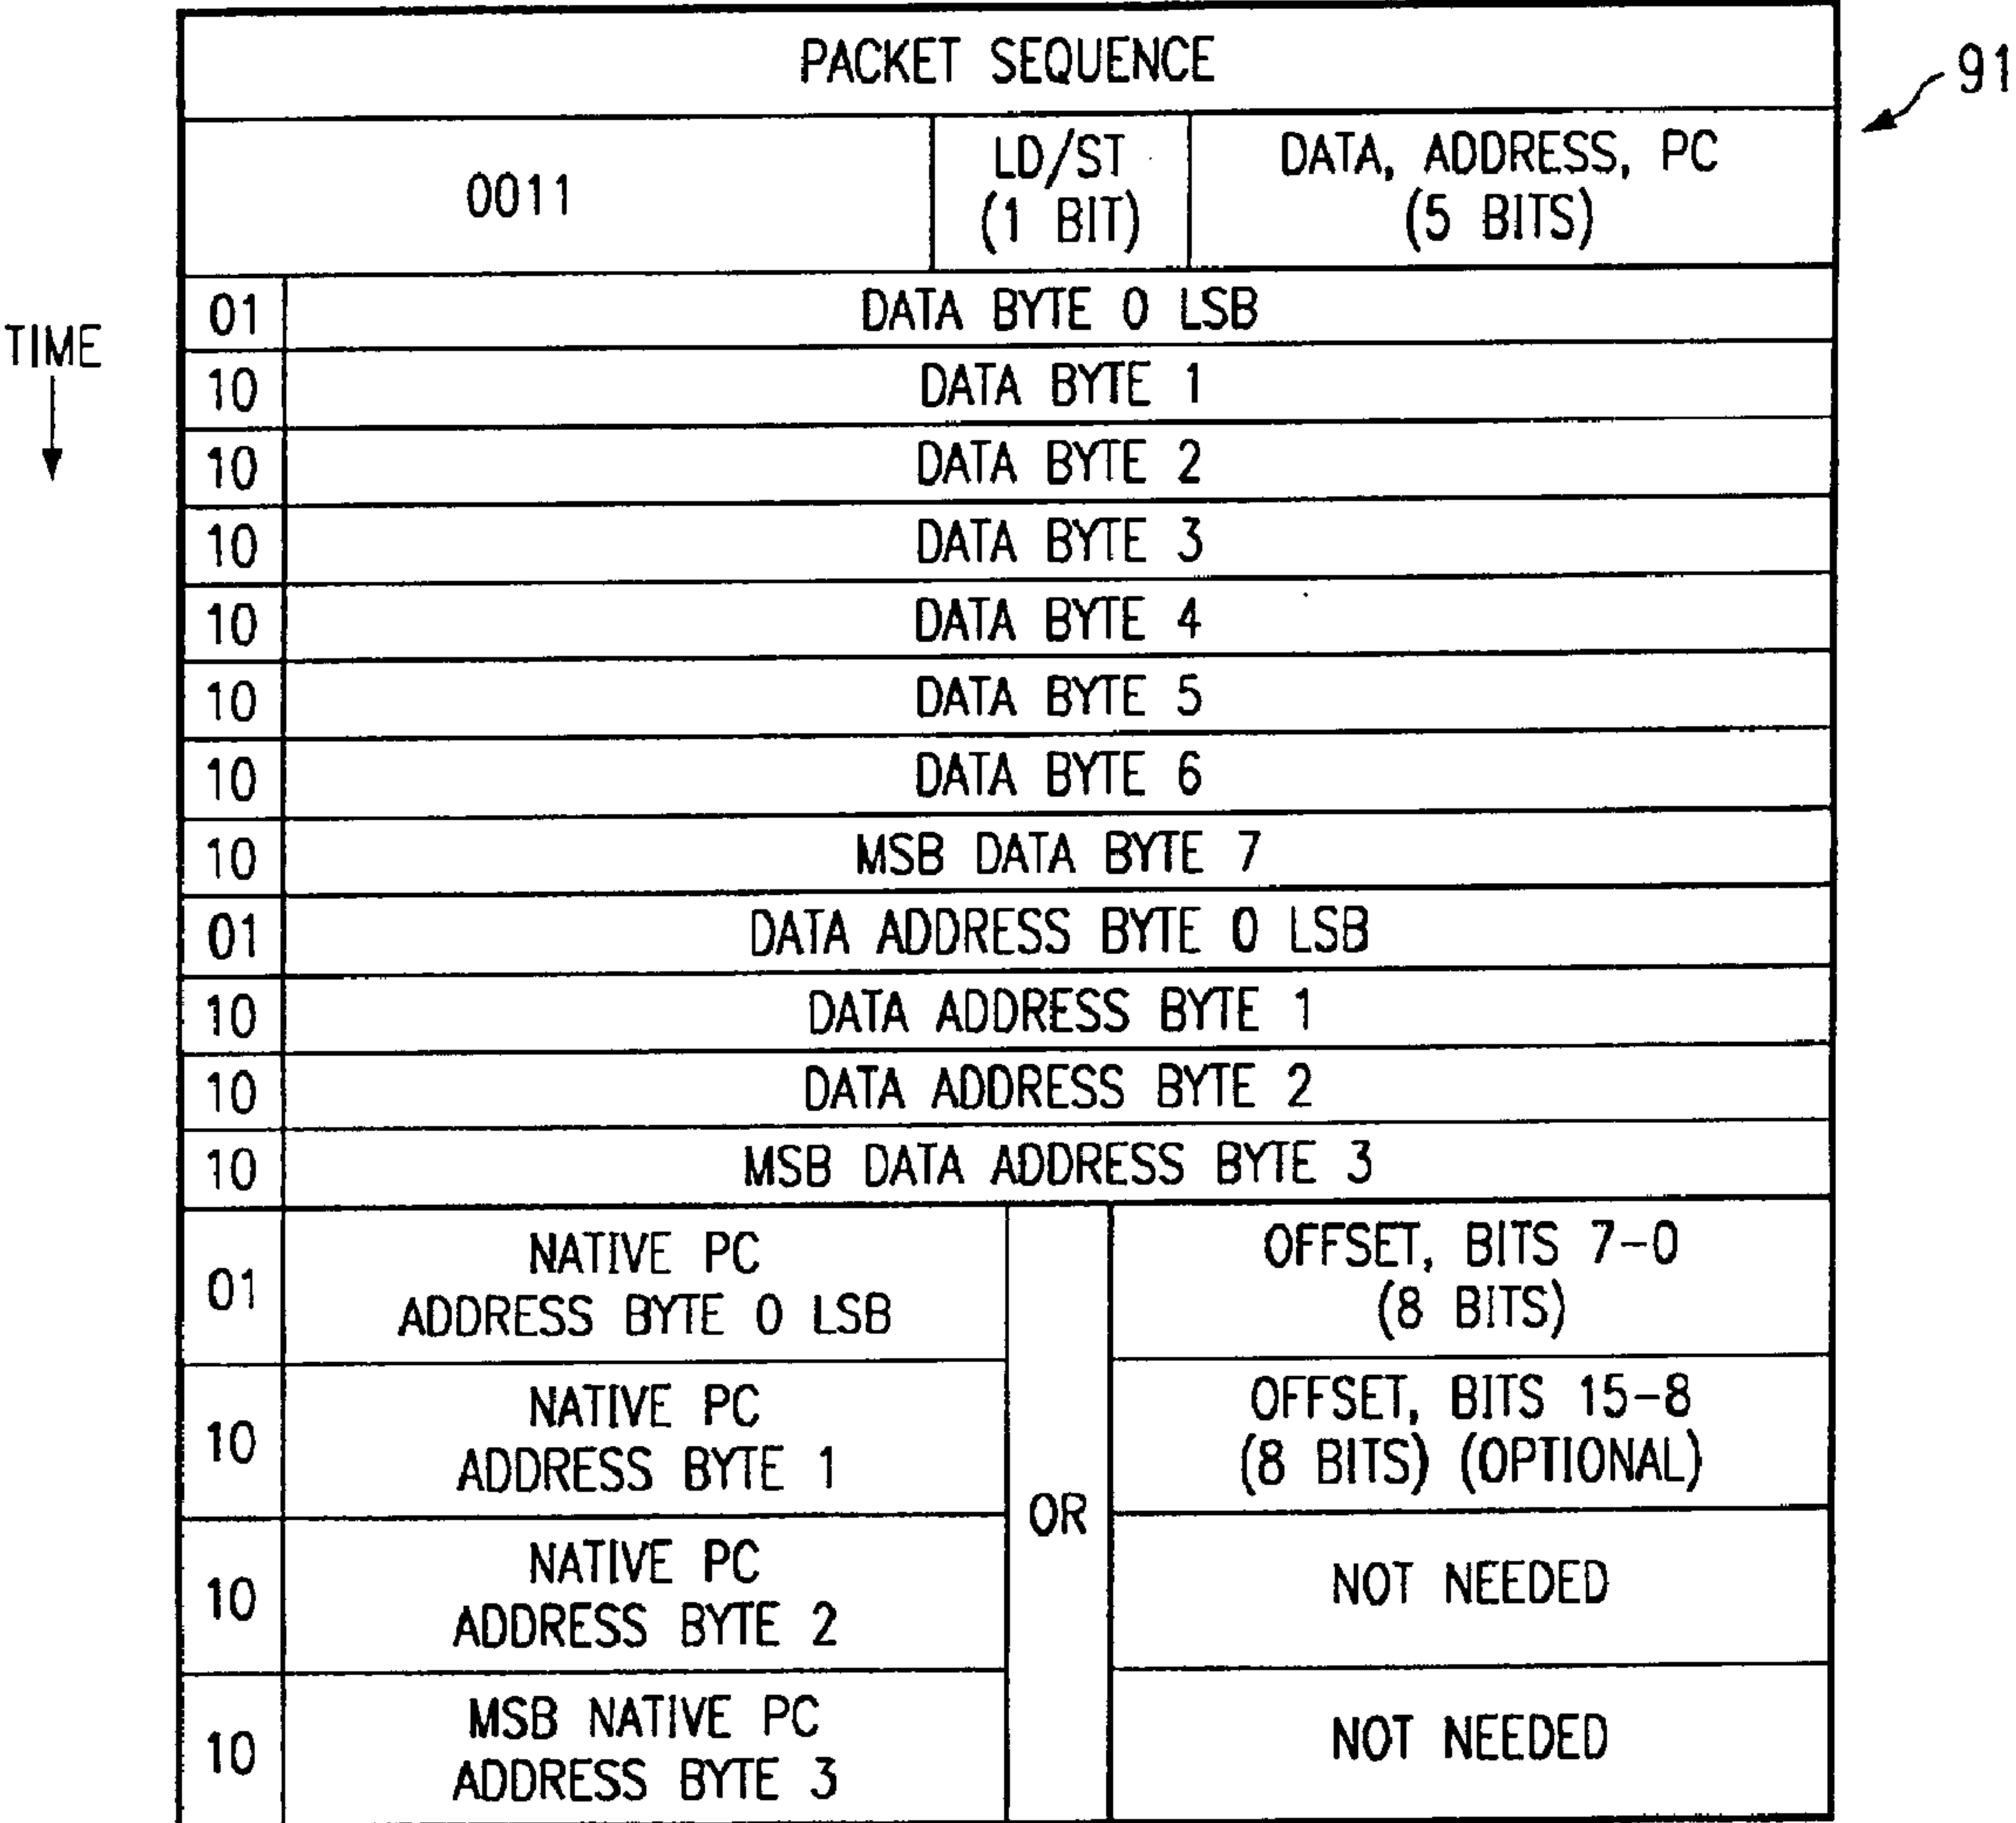 PACKET SEQUENCE
91
0011
LD/ST
(1 BIT)
DATA, ADDRESS, PC
(5 BITS)
TIME
01 DATA BYTE 0 LSB
10 DATA BYTE 1
10 DATA BYTE 2
10 DATA BYTE 3
10 DATA BYTE 4
10 DATA BYTE 5
10 DATA BYTE 6
10 MSB DATA BYTE 7
01 DATA ADDRESS BYTE 0 LSB
10 DATA ADDRESS BYTE 1
10 DATA ADDRESS BYTE 2
10 MSB DATA ADDRESS BYTE 3
01
NATIVE PC
ADDRESS BYTE 0 LSB
OFFSET, BITS 7-0
(8 BITS)
10
NATIVE PC
ADDRESS BYTE 1
OR
OFFSET, BITS 15-8
(8 BITS) (OPTIONAL)
10
NATIVE PC
ADDRESS BYTE 2
NOT NEEDED
10
MSB NATIVE PC
ADDRESS BYTE 3
NOT NEEDED